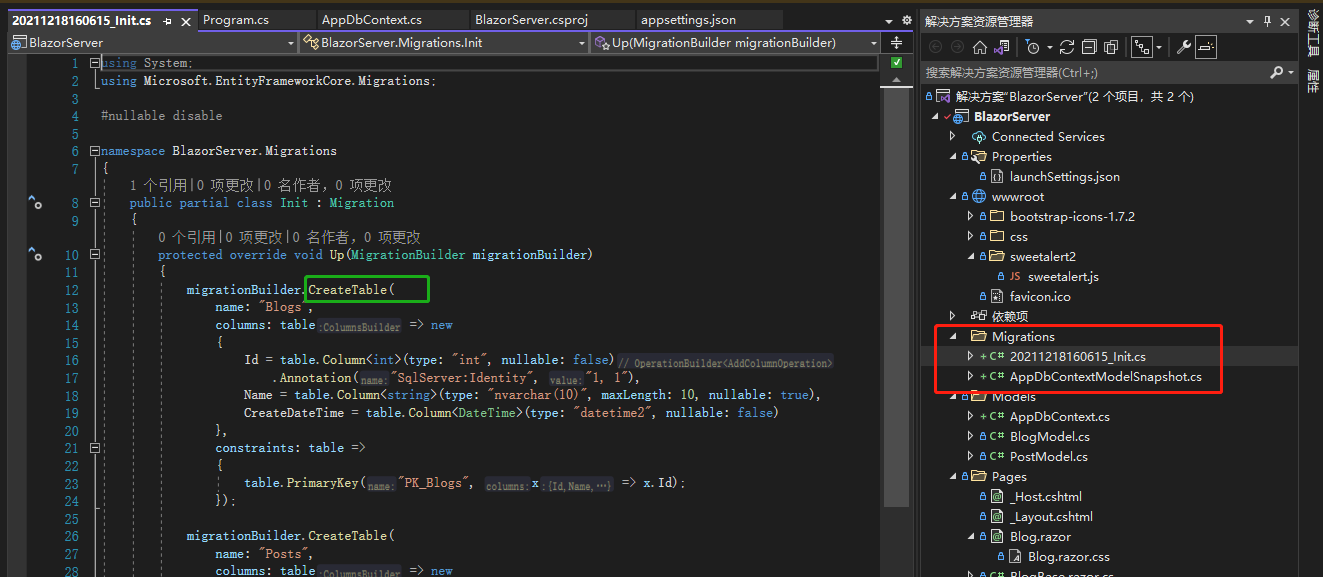 20211218160615_Init.cs
Program.cs
AppDbContext.cs
BlazorServer.csproj
appsettings.json
BlazorServer
BlazorServer.Migrations.Init
Up(MigrationBuilder migrationBuilder)
1 using System;
2 using Microsoft.EntityFrameworkCore.Migrations;
3
4 #nullable disable
5
6 namespace BlazorServer.Migrations
7 {
1 个引用|0 项更改|0 名作者，0 项更改
8 public partial class Init : Migration
9 {
0 个引用|0 项更改|0 名作者，0 项更改
10 protected override void Up(MigrationBuilder migrationBuilder)
11 {
12 migrationBuilder.CreateTable(
13 name: "Blogs",
14 columns: table:ColumnsBuilder => new
15 {
16 Id = table.Column<int>(type: "int", nullable: false)// OperationBuilder<AddColumnOperation>
17 .Annotation(name:"SqlServer:Identity", value:"1, 1"),
18 Name = table.Column<string>(type: "nvarchar(10)", maxLength: 10, nullable: true),
19 CreateDateTime = table.Column<DateTime>(type: "datetime2", nullable: false)
20 },
21 constraints: table =>
22 {
23 table.PrimaryKey(name:"PK_Blogs", columns:x:{Id,Name,…} => x.Id);
24 });
25
26 migrationBuilder.CreateTable(
27 name: "Posts",
28 columns: table:ColumnsBuilder => new
解决方案资源管理器
搜索解决方案资源管理器(Ctrl+;)
解决方案"BlazorServer"(2 个项目，共 2 个)
BlazorServer
Connected Services
Properties
launchSettings.json
wwwroot
bootstrap-icons-1.7.2
css
sweetalert2
JS sweetalert.js
favicon.ico
依赖项
Migrations
+ C# 20211218160615_Init.cs
+ C# AppDbContextModelSnapshot.cs
Models
+ C# AppDbContext.cs
C# BlogModel.cs
C# PostModel.cs
Pages
_Host.cshtml
_Layout.cshtml
Blog.razor
Blog.razor.css
BlogBase.razor.cs
诊断工具
属性